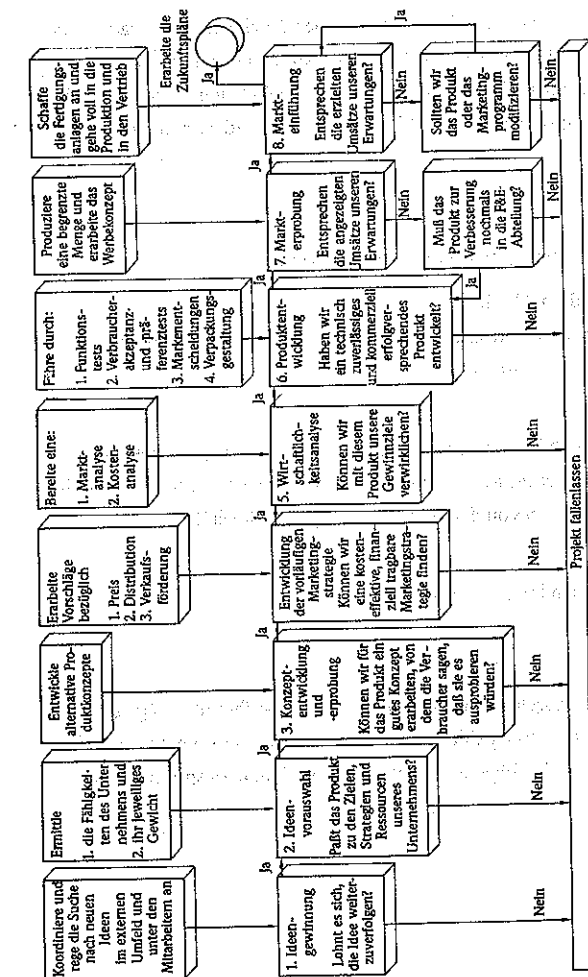 Koordiniere und
rege die Suche
nach neuen
Ideen
im externen
Umfeld und
unter den
Mitarbeitern an
Ermittle
1. die Fähigkei-
ten des Unter-
nehmens und
2. ihr jeweiliges
Gewicht
Entwickle
alternative Pro-
duktkonzepte
Erarbeite
Vorschläge
bezüglich
1. Preis
2. Distribution
3. Verkaufs-
förderung
Bereite eine:
1. Markt-
analyse
2. Kosten-
analyse
Führe durch:
1. Funktions-
tests
2. Verbraucher-
akzeptanz-
und -prä-
ferenztests
3. Markenent-
scheidungen
4. Verpackungs-
gestaltung
Produziere
eine begrenzte
Menge und
erarbeite das
Werbekonzept
Schaffe
die Fertigungs-
anlagen an und
gehe voll in die
Produktion und
in den Vertrieb
Erarbeite die
Zukunftspläne
1. Ideen-
gewinnung
Lohnt es sich,
die Idee weiter-
zuverfolgen?
Ja
2. Ideen-
vorauswahl
Paßt das Produkt
zu den Zielen,
Strategien und
Ressourcen
unseres
Unternehmens?
Ja
3. Konzept-
entwicklung
und
-erprobung
Können wir für
das Produkt ein
gutes Konzept
erarbeiten, von
dem die Ver-
braucher sagen,
daß sie es
ausprobieren
würden?
Ja
Entwicklung
der vorläufigen
Marketing-
strategie
Können wir
eine kosten-
effektive, finan-
ziell tragbare
Marketingstra-
tegie finden?
Ja
5. Wirt-
schaftlich-
keitsanalyse
Können wir
mit diesem
Produkt unsere
Gewinnziele
verwirklichen?
Ja
6. Produktent-
wicklung
Haben wir
ein technisch
zuverlässiges
und kommerziell
erfolgver-
sprechendes
Produkt
entwickelt?
Ja
7. Markt-
erprobung
Entsprechen
die angezeigten
Umsätze unseren
Erwartungen?
Ja
8. Markt-
einführung
Entsprechen
die erzielten
Umsätze unseren
Erwartungen?
Ja
Nein
Nein
Ja
Muß das
Produkt zur
Verbesserung
nochmals
in die F&E-
Abteilung?
Sollten wir
das Produkt
oder das
Marketing-
programm
modifizieren?
Ja
Nein
Nein
Nein
Nein
Nein
Nein
Nein
Nein
Projekt fallenlassen